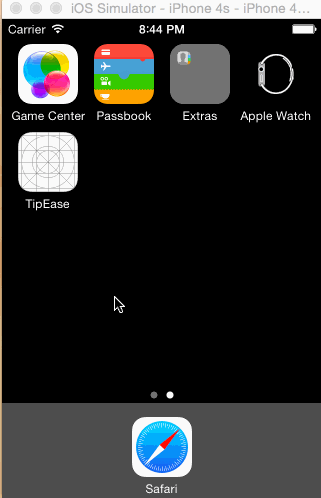 iOS Simulator - iPhone 4s - iPhone 4...
Carrier 8:44 PM
Game Center Passbook Extras Apple Watch
TipEase
Safari